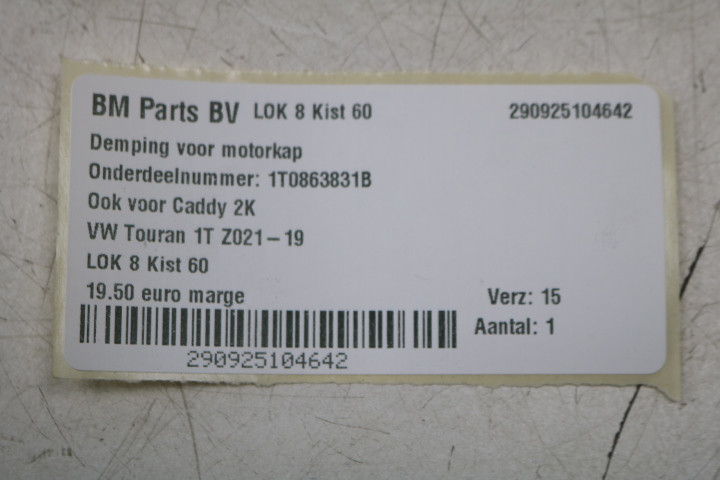 BM Parts BV LOK 8 Kist 60 290925104642
Demping voor motorkap
Onderdeelnummer: 1T0863831B
Ook voor Caddy 2K
VW Touran 1T Z021-19
LOK 8 Kist 60
19.50 euro marge Verz: 15
Aantal: 1
290925104642